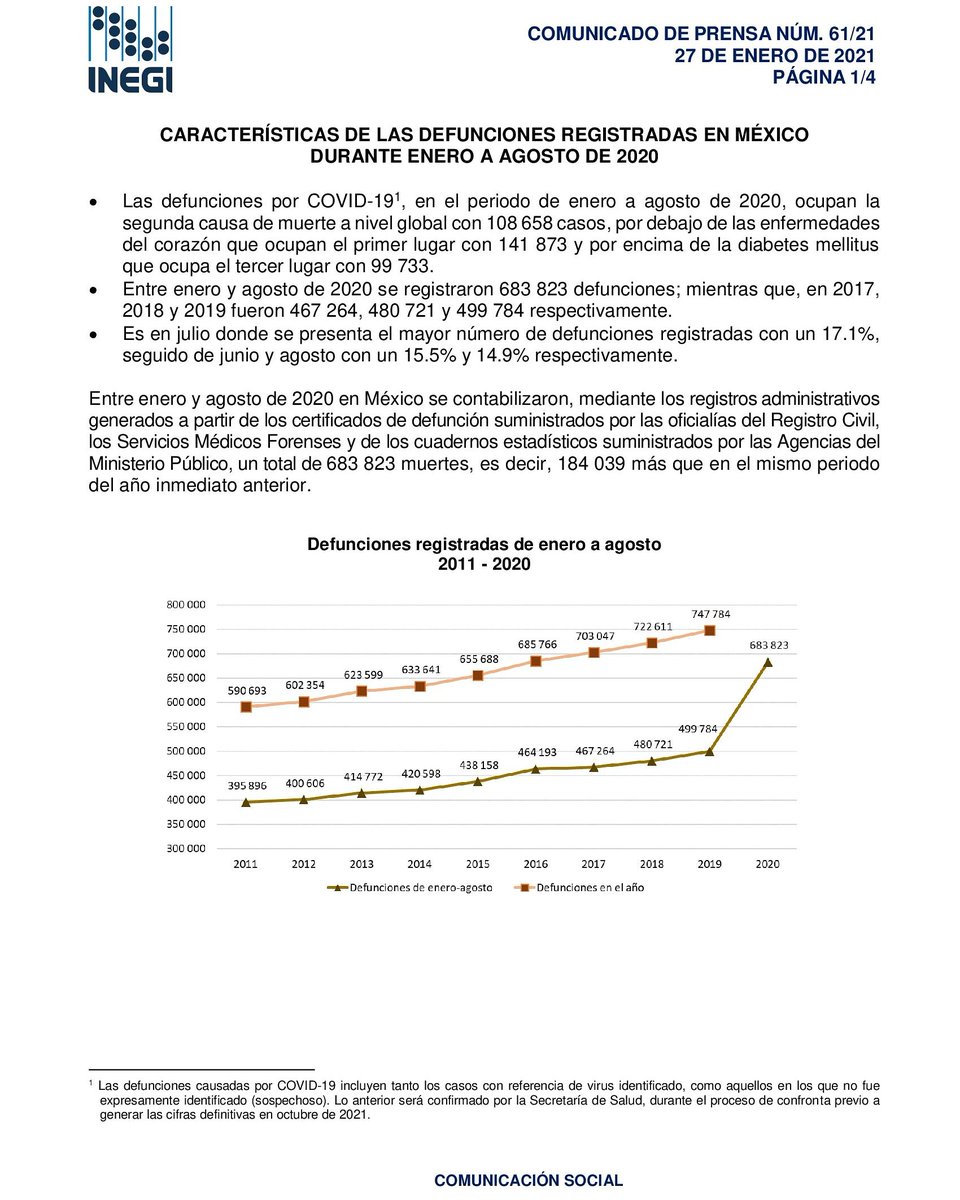 INEGI
COMUNICADO DE PRENSA NÚM. 61/21
27 DE ENERO DE 2021
PÁGINA 1/4
CARACTERÍSTICAS DE LAS DEFUNCIONES REGISTRADAS EN MÉXICO
DURANTE ENERO A AGOSTO DE 2020
• Las defunciones por COVID-19¹, en el periodo de enero a agosto de 2020, ocupan la
segunda causa de muerte a nivel global con 108 658 casos, por debajo de las enfermedades
del corazón que ocupan el primer lugar con 141 873 y por encima de la diabetes mellitus
que ocupa el tercer lugar con 99 733.
• Entre enero y agosto de 2020 se registraron 683 823 defunciones; mientras que, en 2017,
2018 y 2019 fueron 467 264, 480 721 y 499 784 respectivamente.
• Es en julio donde se presenta el mayor número de defunciones registradas con un 17.1%,
seguido de junio y agosto con un 15.5% y 14.9% respectivamente.
Entre enero y agosto de 2020 en México se contabilizaron, mediante los registros administrativos
generados a partir de los certificados de defunción suministrados por las oficialías del Registro Civil,
los Servicios Médicos Forenses y de los cuadernos estadísticos suministrados por las Agencias del
Ministerio Público, un total de 683 823 muertes, es decir, 184 039 más que en el mismo periodo
del año inmediato anterior.
Defunciones registradas de enero a agosto
2011 - 2020
800 000
750 000
700 000
650 000
600 000
550 000
500 000
450 000
400 000
350 000
300 000
590 693
602 354
623 599
633 641
655 688
685 766
703 047
722 611
747 784
395 896
400 606
414 772
420 598
438 158
464 193
467 264
480 721
499 784
683 823
2011 2012 2013 2014 2015 2016 2017 2018 2019 2020
Defunciones de enero-agosto Defunciones en el año
¹ Las defunciones causadas por COVID-19 incluyen tanto los casos con referencia de virus identificado, como aquellos en los que no fue
expresamente identificado (sospechoso). Lo anterior será confirmado por la Secretaría de Salud, durante el proceso de confronta previo a
generar las cifras definitivas en octubre de 2021.
COMUNICACIÓN SOCIAL